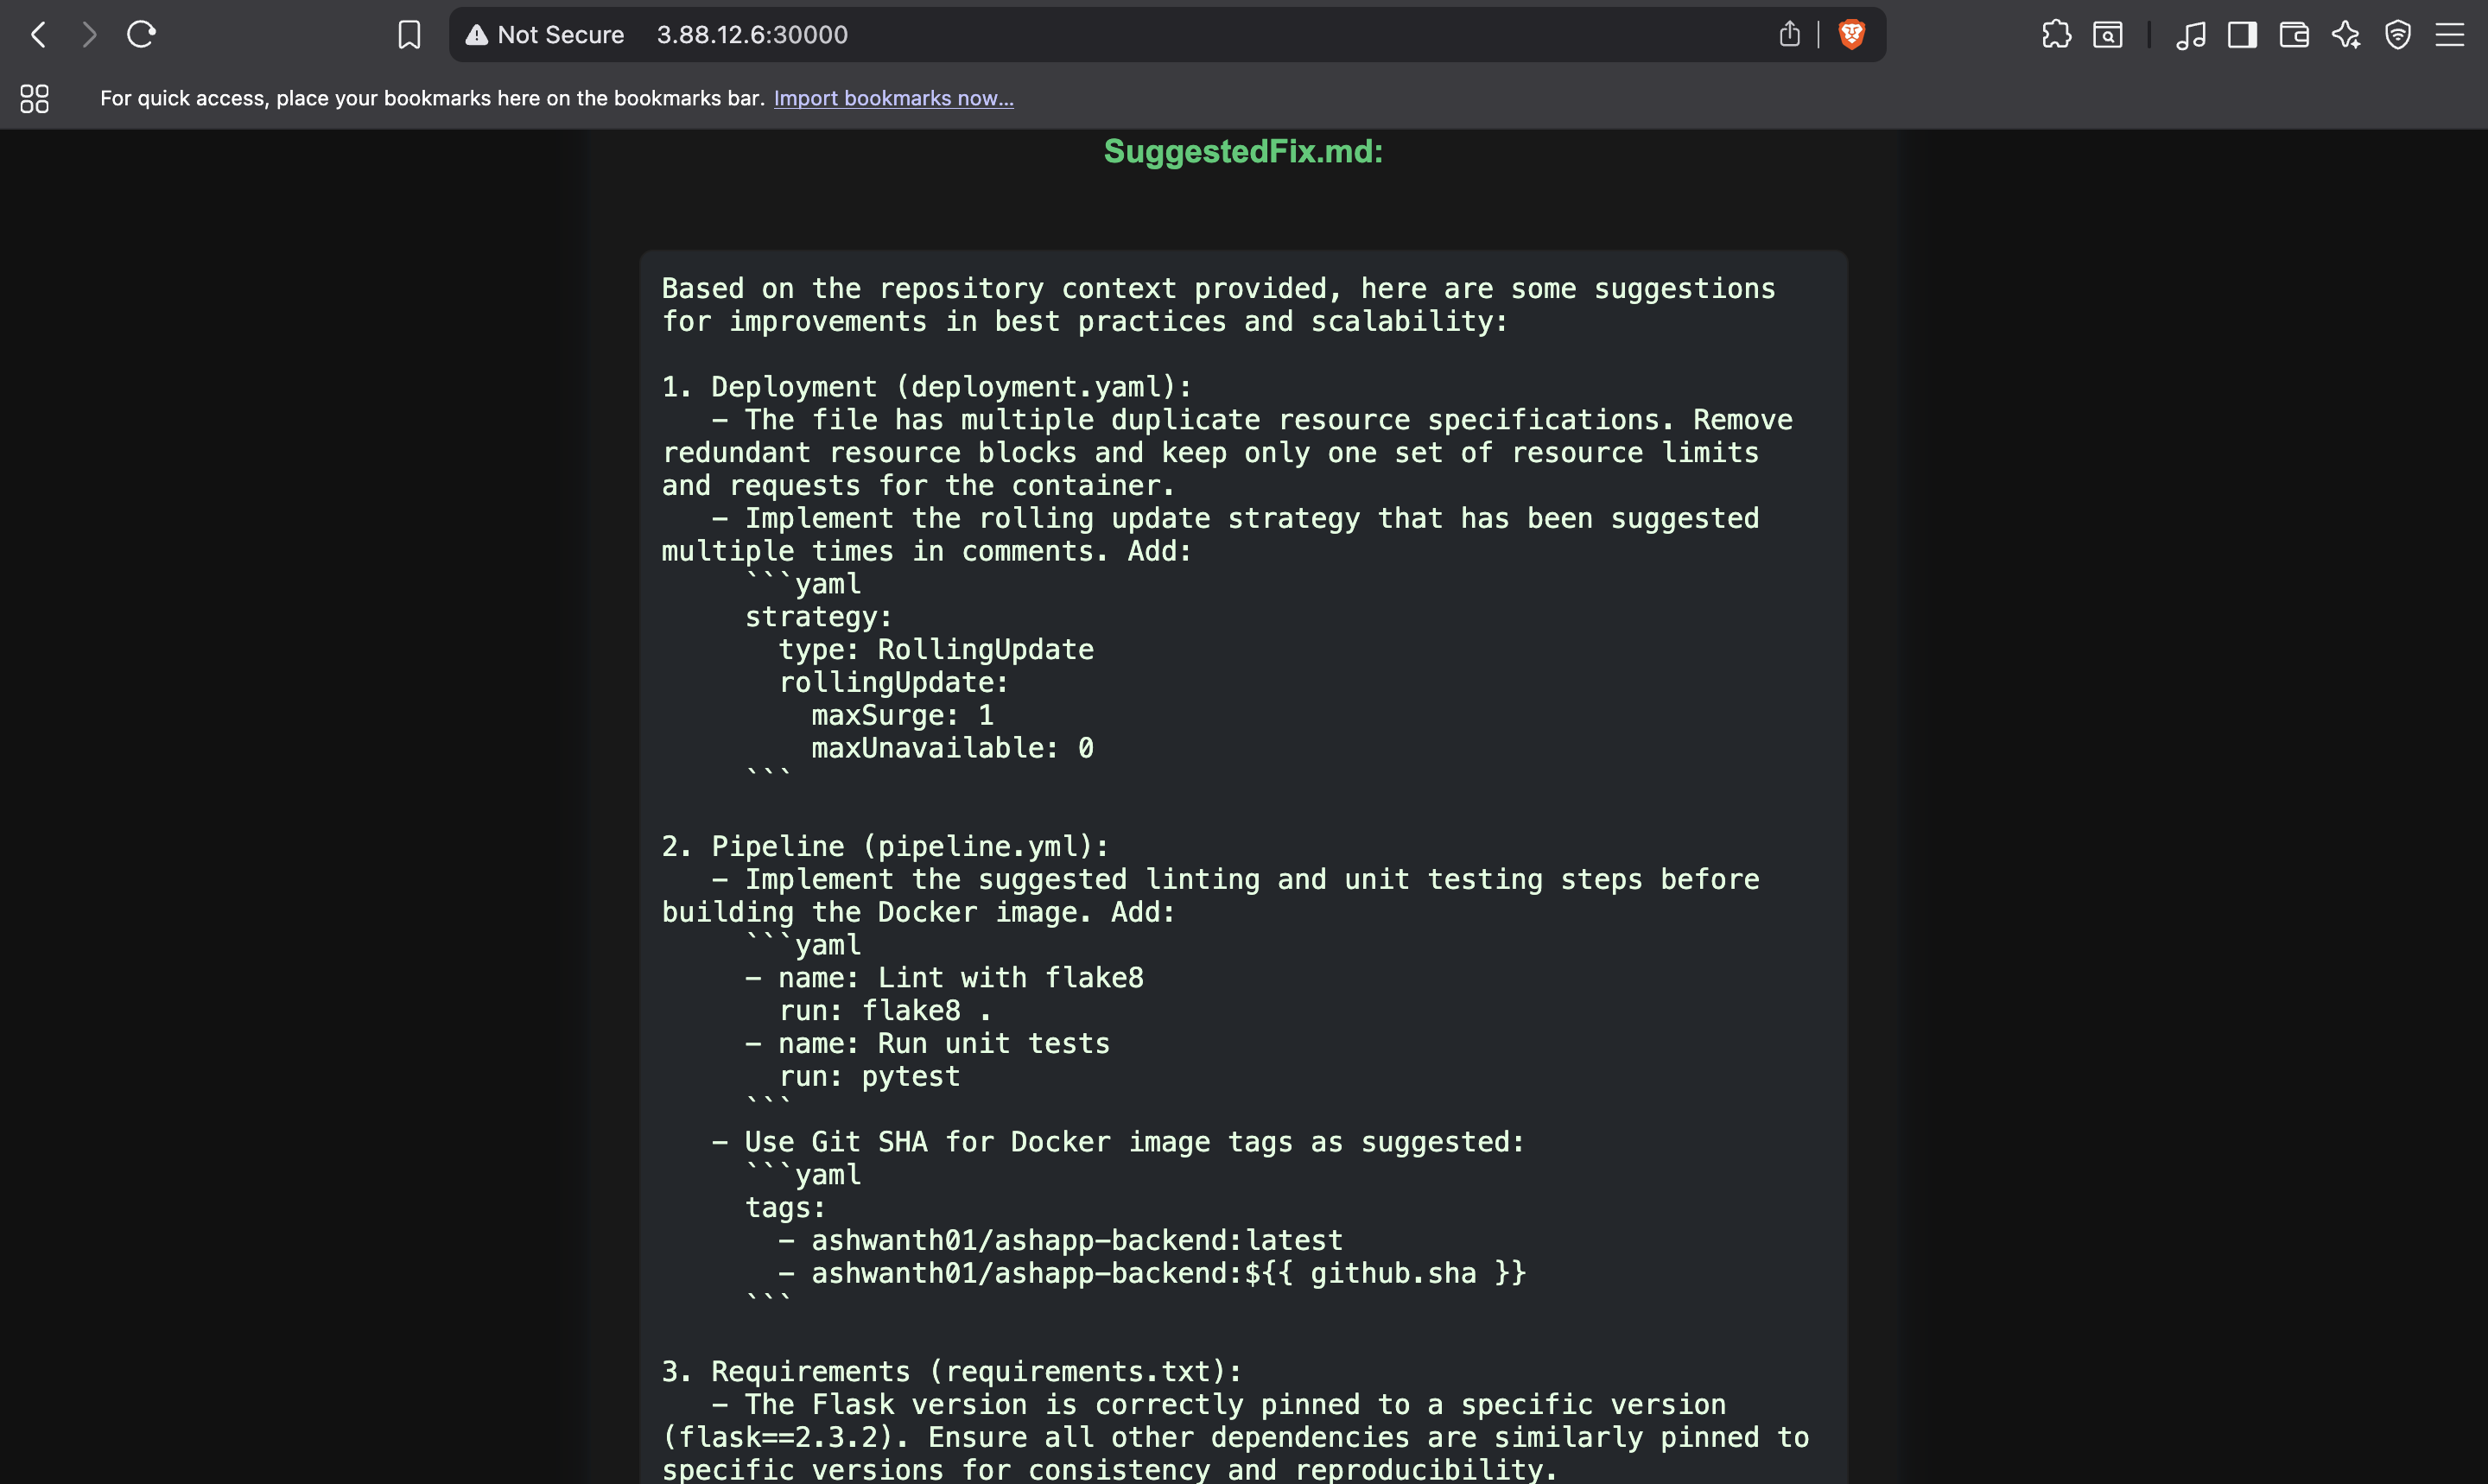 Not Secure 3.88.12.6:30000
For quick access, place your bookmarks here on the bookmarks bar. Import bookmarks now...
SuggestedFix.md:
Based on the repository context provided, here are some suggestions
for improvements in best practices and scalability:
1. Deployment (deployment.yaml):
   - The file has multiple duplicate resource specifications. Remove
redundant resource blocks and keep only one set of resource limits
and requests for the container.
   - Implement the rolling update strategy that has been suggested
multiple times in comments. Add:
     ```yaml
     strategy:
       type: RollingUpdate
       rollingUpdate:
         maxSurge: 1
         maxUnavailable: 0
     ```
2. Pipeline (pipeline.yml):
   - Implement the suggested linting and unit testing steps before
building the Docker image. Add:
     ```yaml
     - name: Lint with flake8
       run: flake8 .
     - name: Run unit tests
       run: pytest
     ```
   - Use Git SHA for Docker image tags as suggested:
     ```yaml
     tags:
       - ashwanth01/ashapp-backend:latest
       - ashwanth01/ashapp-backend:${{ github.sha }}
     ```
3. Requirements (requirements.txt):
   - The Flask version is correctly pinned to a specific version
(flask==2.3.2). Ensure all other dependencies are similarly pinned to
specific versions for consistency and reproducibility.